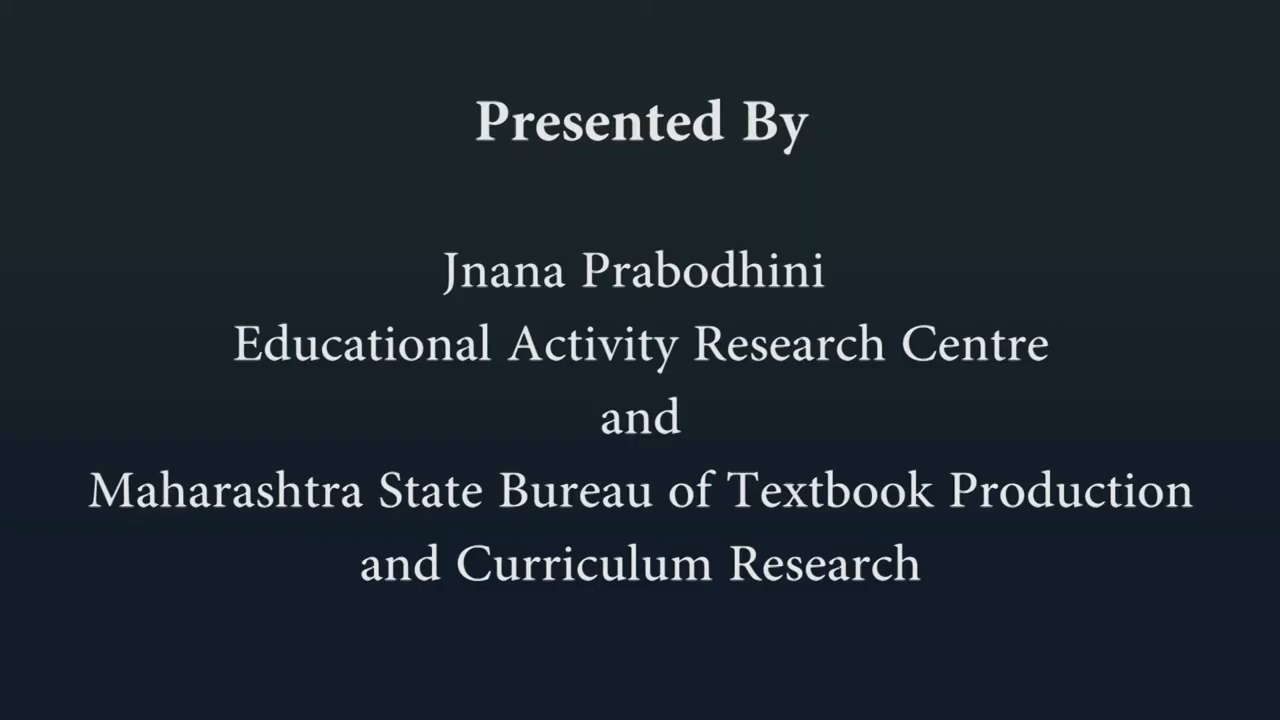 Presented By
Jnana Prabodhini
Educational Activity Research Centre
and
Maharashtra State Bureau of Textbook Production
and Curriculum Research